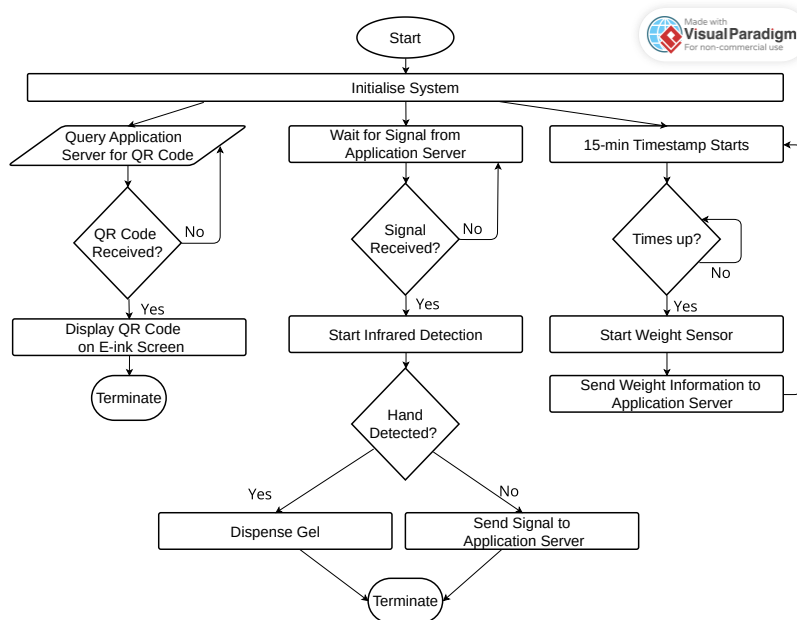 Made with
Visual Paradigm
For non-commercial use
Start
Initialise System
Query Application
Server for QR Code
Wait for Signal from
Application Server
15-min Timestamp Starts
QR Code
Received?
No
Signal
Received?
No
Times up?
No
Yes
Yes
Yes
Display QR Code
on E-ink Screen
Start Infrared Detection
Start Weight Sensor
Terminate
Send Weight Information to
Application Server
Hand
Detected?
Yes
No
Dispense Gel
Send Signal to
Application Server
Terminate